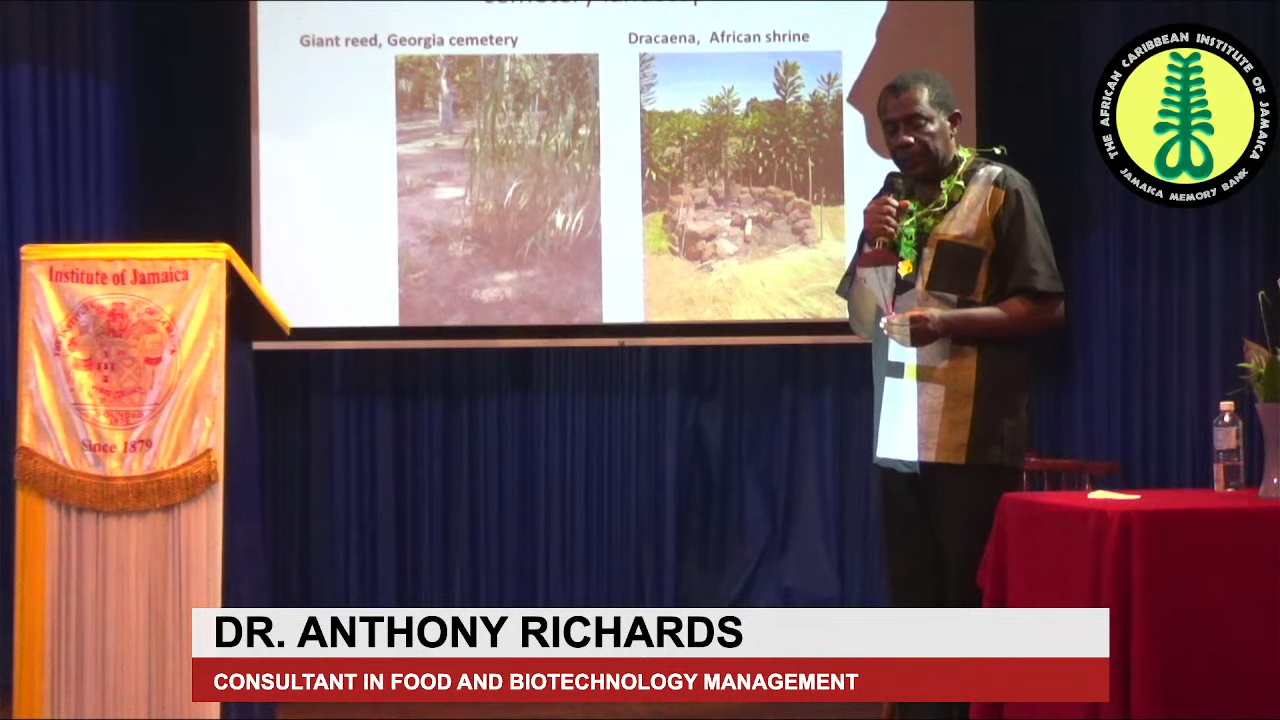 Giant reed, Georgia cemetery
Dracaena, African shrine
THE AFRICAN CARIBBEAN INSTITUTE OF JAMAICA
JAMAICA MEMORY BANK
Institute of Jamaica
Since 1879
DR. ANTHONY RICHARDS
CONSULTANT IN FOOD AND BIOTECHNOLOGY MANAGEMENT